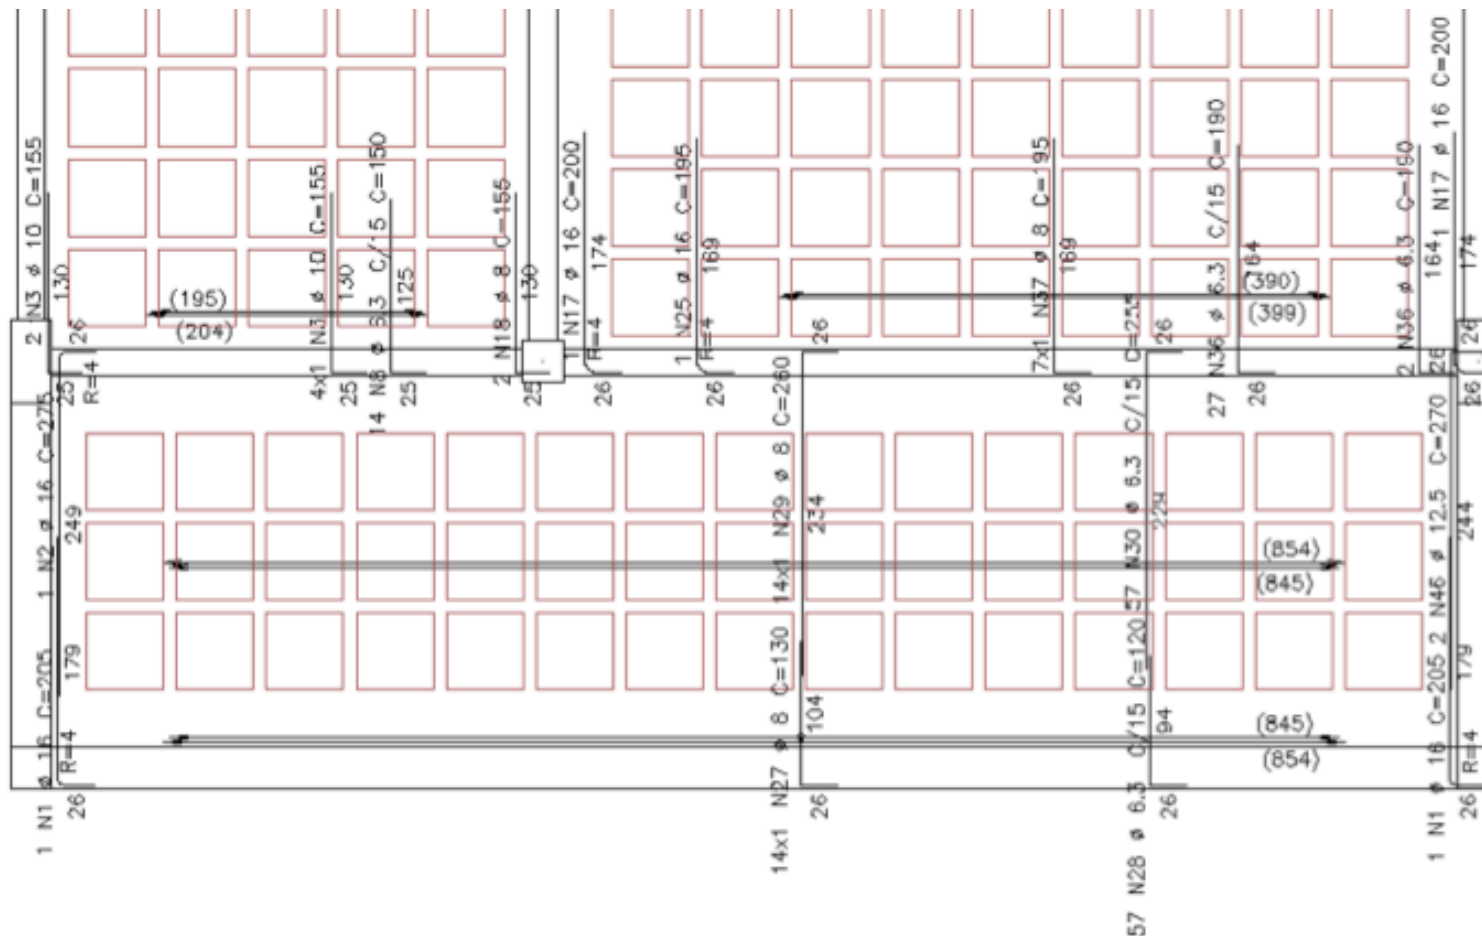 2 N3 ø 10 C=155
130
26
25
R=4
(195)
(204)
4x1 N3 ø 10 C=155
130
25
14 N8 ø 6.3 C/15 C=150
125
25
2 N18 ø 8 C=155
130
25
1 N17 ø 16 C=200
174
R=4
26
1 N25 ø 16 C=195
169
R=4
26
26
7x1 N37 ø 8 C=195
169
26
26
27 N36 ø 6.3 C/15 C=190
164
26
(390)
(399)
2 N36 ø 6.3 C=190
164
26
1 N17 ø 16 C=200
174
26
26
1 N2 ø 16 C=275
249
14x1 N29 ø 8 C=260
234
57 N30 ø 6.3 C/15 C=255
229
(854)
(845)
2 N46 ø 12.5 C=270
244
1 N1 ø 16 C=205
179
R=4
26
14x1 N27 ø 8 C=130
104
26
57 N28 ø 6.3 C/15 C=120
94
26
(845)
(854)
1 N1 ø 16 C=205
179
R=4
26